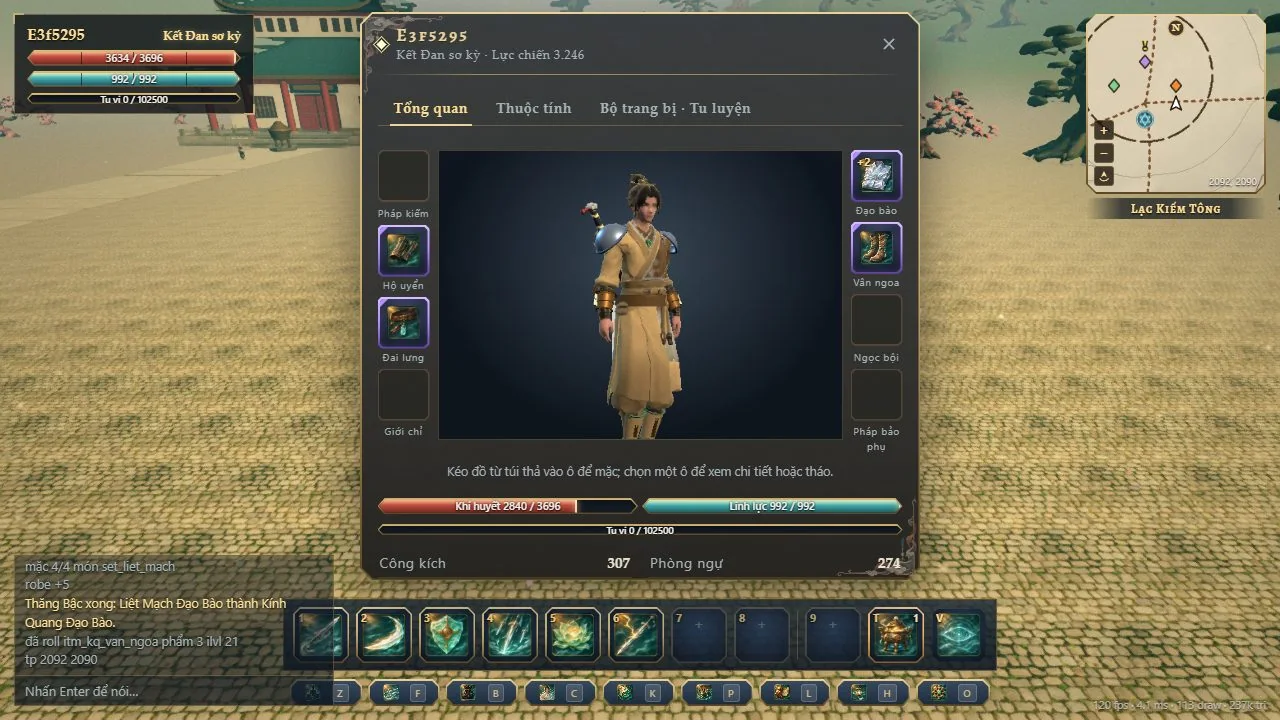 E3f5295 Kết Đan sơ kỳ
3634 / 3696
992 / 992
Tu vi 0 / 102500
E3f5295
Kết Đan sơ kỳ · Lực chiến 3.246
Tổng quan Thuộc tính Bộ trang bị · Tu luyện
Pháp kiếm
Hộ uyển
Đai lưng
Giới chỉ
+2
Đạo bào
Vân ngoa
Ngọc bội
Pháp bảo
phụ
Kéo đồ từ túi thả vào ô để mặc; chọn một ô để xem chi tiết hoặc tháo.
Khí huyết 2840 / 3696 Linh lực 992 / 992
Tu vi 0 / 102500
Công kích 307 Phòng ngự 274
N
+
−
2092, 2090
Lạc Kiếm Tông
mặc 4/4 món set_liet_mach
robe +5
Thăng Bậc xong: Liệt Mạch Đạo Bào thành Kính
Quang Đạo Bào.
đã roll itm_kq_van_ngoa phẩm 3 ilvl 21
tp 2092 2090
Nhấn Enter để nói...
1 2 3 4 5 6 7 + 8 + 9 + T 1 V
Z F B C K P L H O
120 fps · 4.1 ms · 113 draw · 237k tri